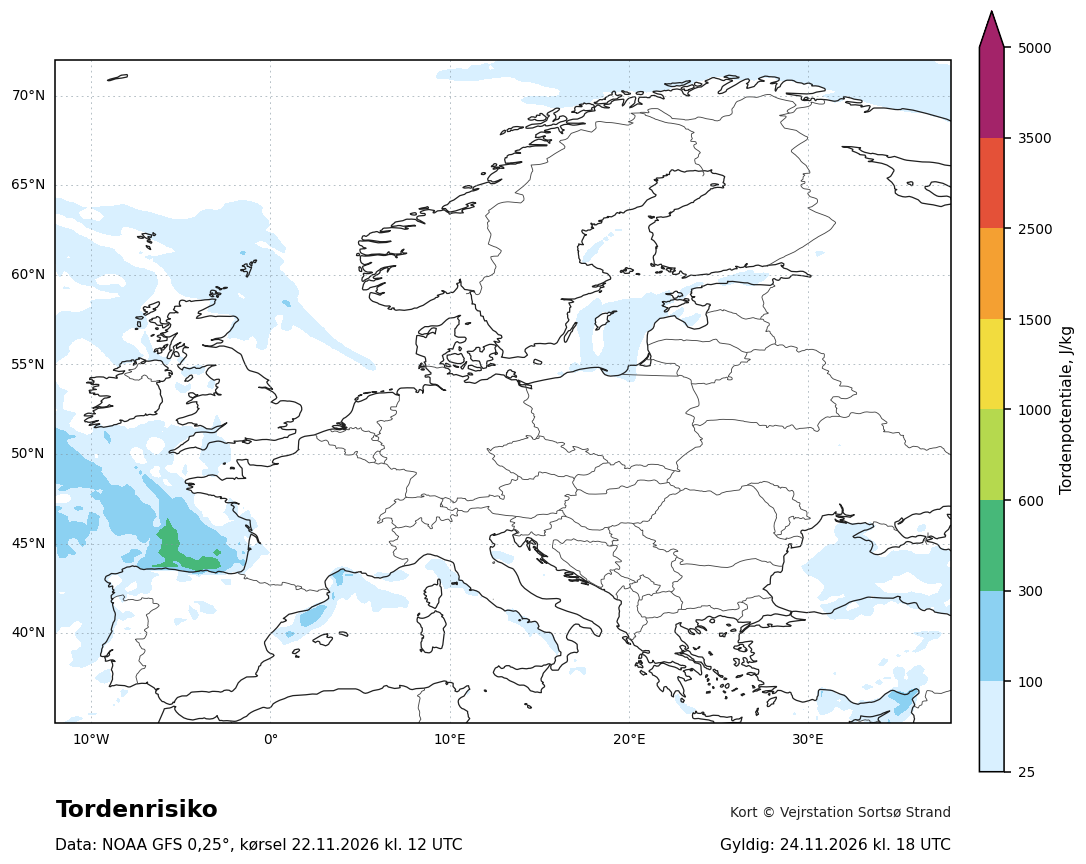 70°N
65°N
60°N
55°N
50°N
45°N
40°N
10°W
0°
10°E
20°E
30°E
5000
3500
2500
1500
1000
600
300
100
25
Tordenpotentiale, J/kg
Tordenrisiko
Kort © Vejrstation Sortsø Strand
Data: NOAA GFS 0,25°, kørsel 22.11.2026 kl. 12 UTC
Gyldig: 24.11.2026 kl. 18 UTC